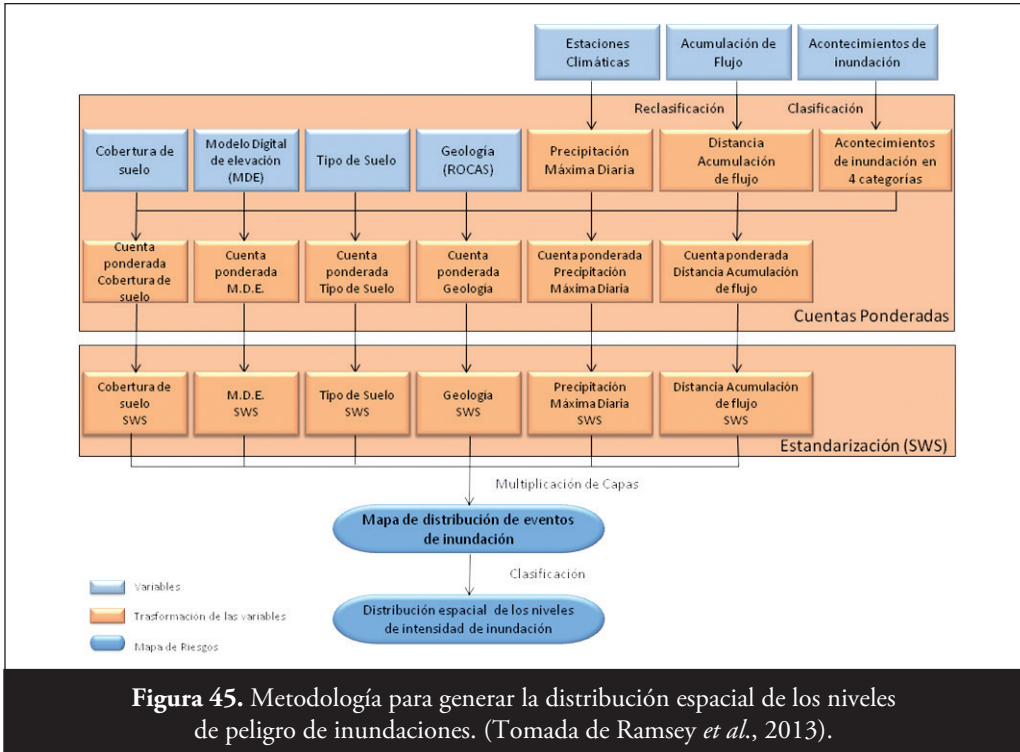 Estaciones
Climáticas
Acumulación de
Flujo
Acontecimientos de
inundación
Reclasificación
Clasificación
Cobertura de
suelo
Modelo Digital
de elevación
(MDE)
Tipo de Suelo
Geología
(ROCAS)
Precipitación
Máxima Diaria
Distancia
Acumulación
de flujo
Acontecimientos
de inundación en
4 categorías
Cuenta
ponderada
Cobertura de
suelo
Cuenta
ponderada
M.D.E.
Cuenta
ponderada
Tipo de Suelo
Cuenta
ponderada
Geología
Cuenta ponderada
Precipitación
Máxima Diaria
Cuenta ponderada
Distancia Acumulación
de flujo
Cuentas Ponderadas
Cobertura de
suelo
SWS
M.D.E.
SWS
Tipo de Suelo
SWS
Geología
SWS
Precipitación
Máxima Diaria
SWS
Distancia Acumulación
de flujo
SWS
Estandarización (SWS)
Multiplicación de Capas
Mapa de distribución de eventos
de inundación
Clasificación
Distribución espacial de los niveles
de intensidad de inundación
Variables
Trasformación de las variables
Mapa de Riesgos
Figura 45. Metodología para generar la distribución espacial de los niveles
de peligro de inundaciones. (Tomada de Ramsey et al., 2013).